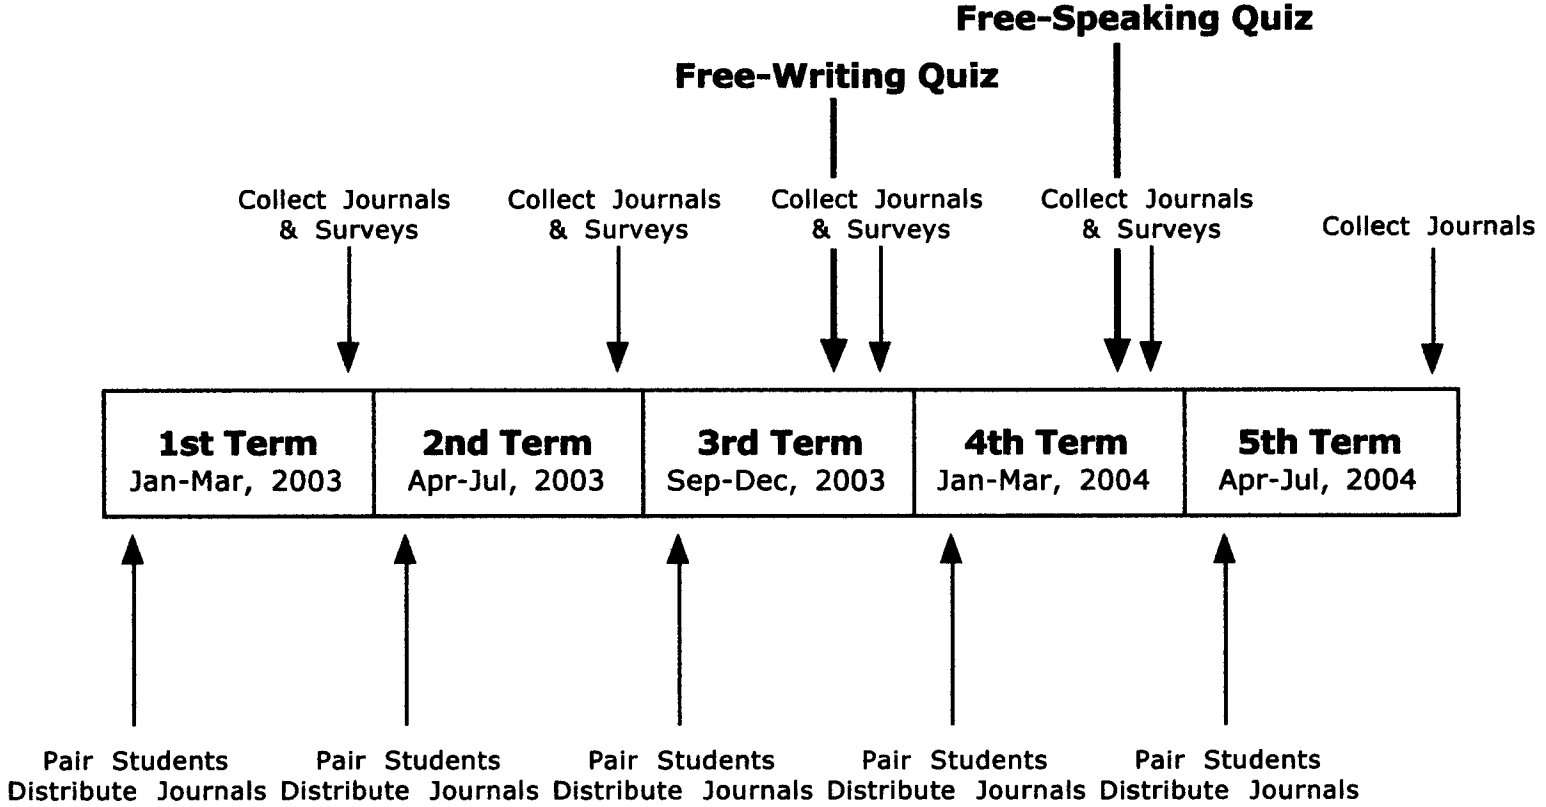 Free-Speaking Quiz
Free-Writing Quiz
Collect Journals
& Surveys
Collect Journals
& Surveys
Collect Journals
& Surveys
Collect Journals
& Surveys
Collect Journals
1st Term
Jan-Mar, 2003
2nd Term
Apr-Jul, 2003
3rd Term
Sep-Dec, 2003
4th Term
Jan-Mar, 2004
5th Term
Apr-Jul, 2004
Pair Students
Distribute Journals
Pair Students
Distribute Journals
Pair Students
Distribute Journals
Pair Students
Distribute Journals
Pair Students
Distribute Journals